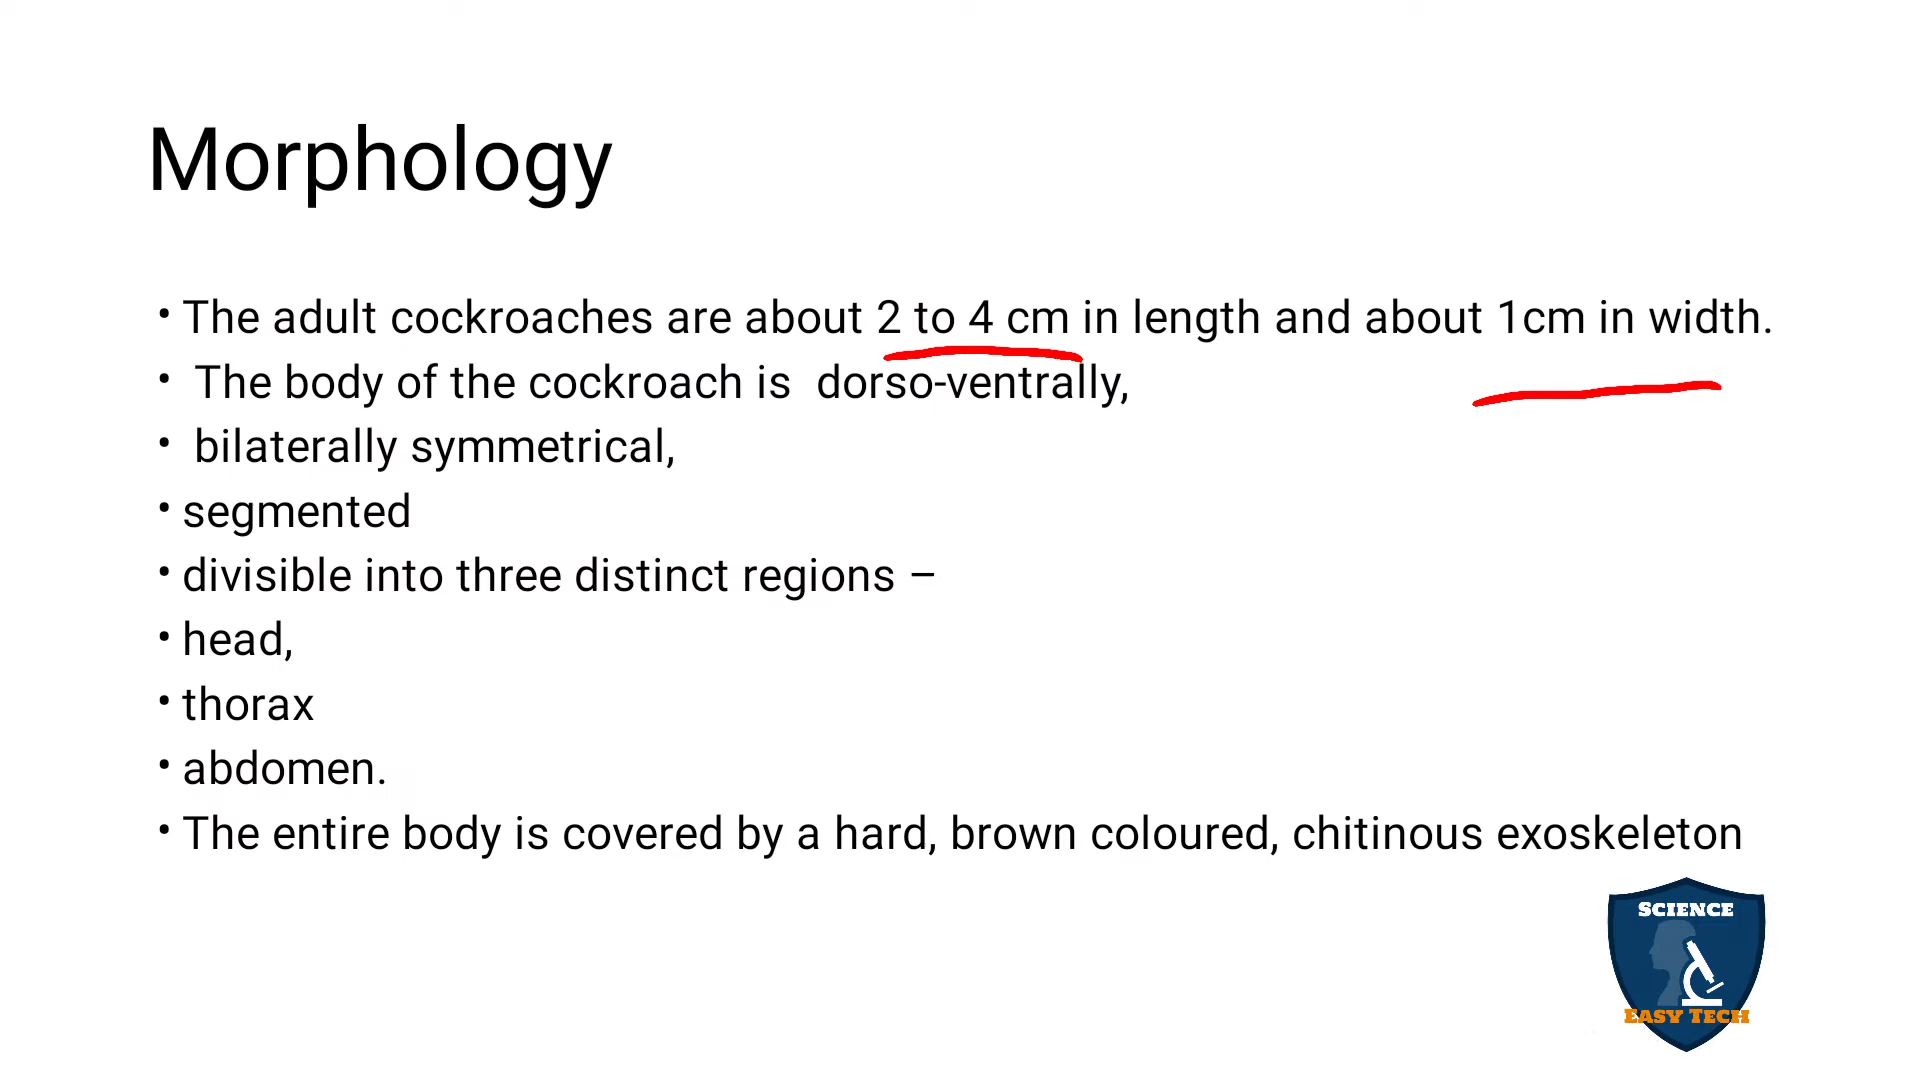 Morphology
• The adult cockroaches are about 2 to 4 cm in length and about 1cm in width.
• The body of the cockroach is dorso-ventrally,
• bilaterally symmetrical,
• segmented
• divisible into three distinct regions –
• head,
• thorax
• abdomen.
• The entire body is covered by a hard, brown coloured, chitinous exoskeleton
SCIENCE
EASY TECH